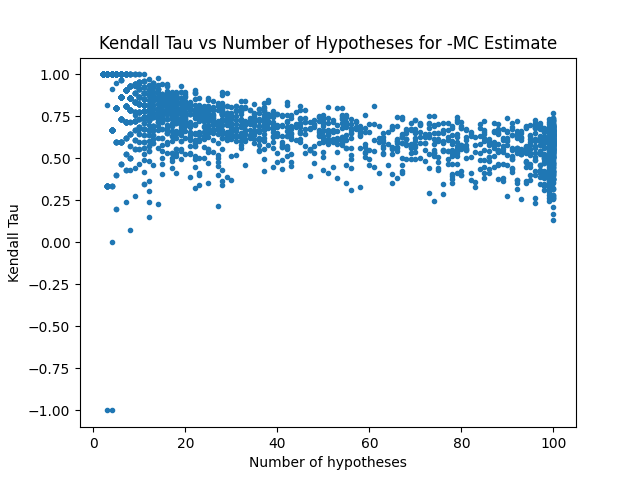 Kendall Tau vs Number of Hypotheses for -MC Estimate
1.00
0.75
0.50
0.25
0.00
−0.25
−0.50
−0.75
−1.00
Kendall Tau
0 20 40 60 80 100
Number of hypotheses